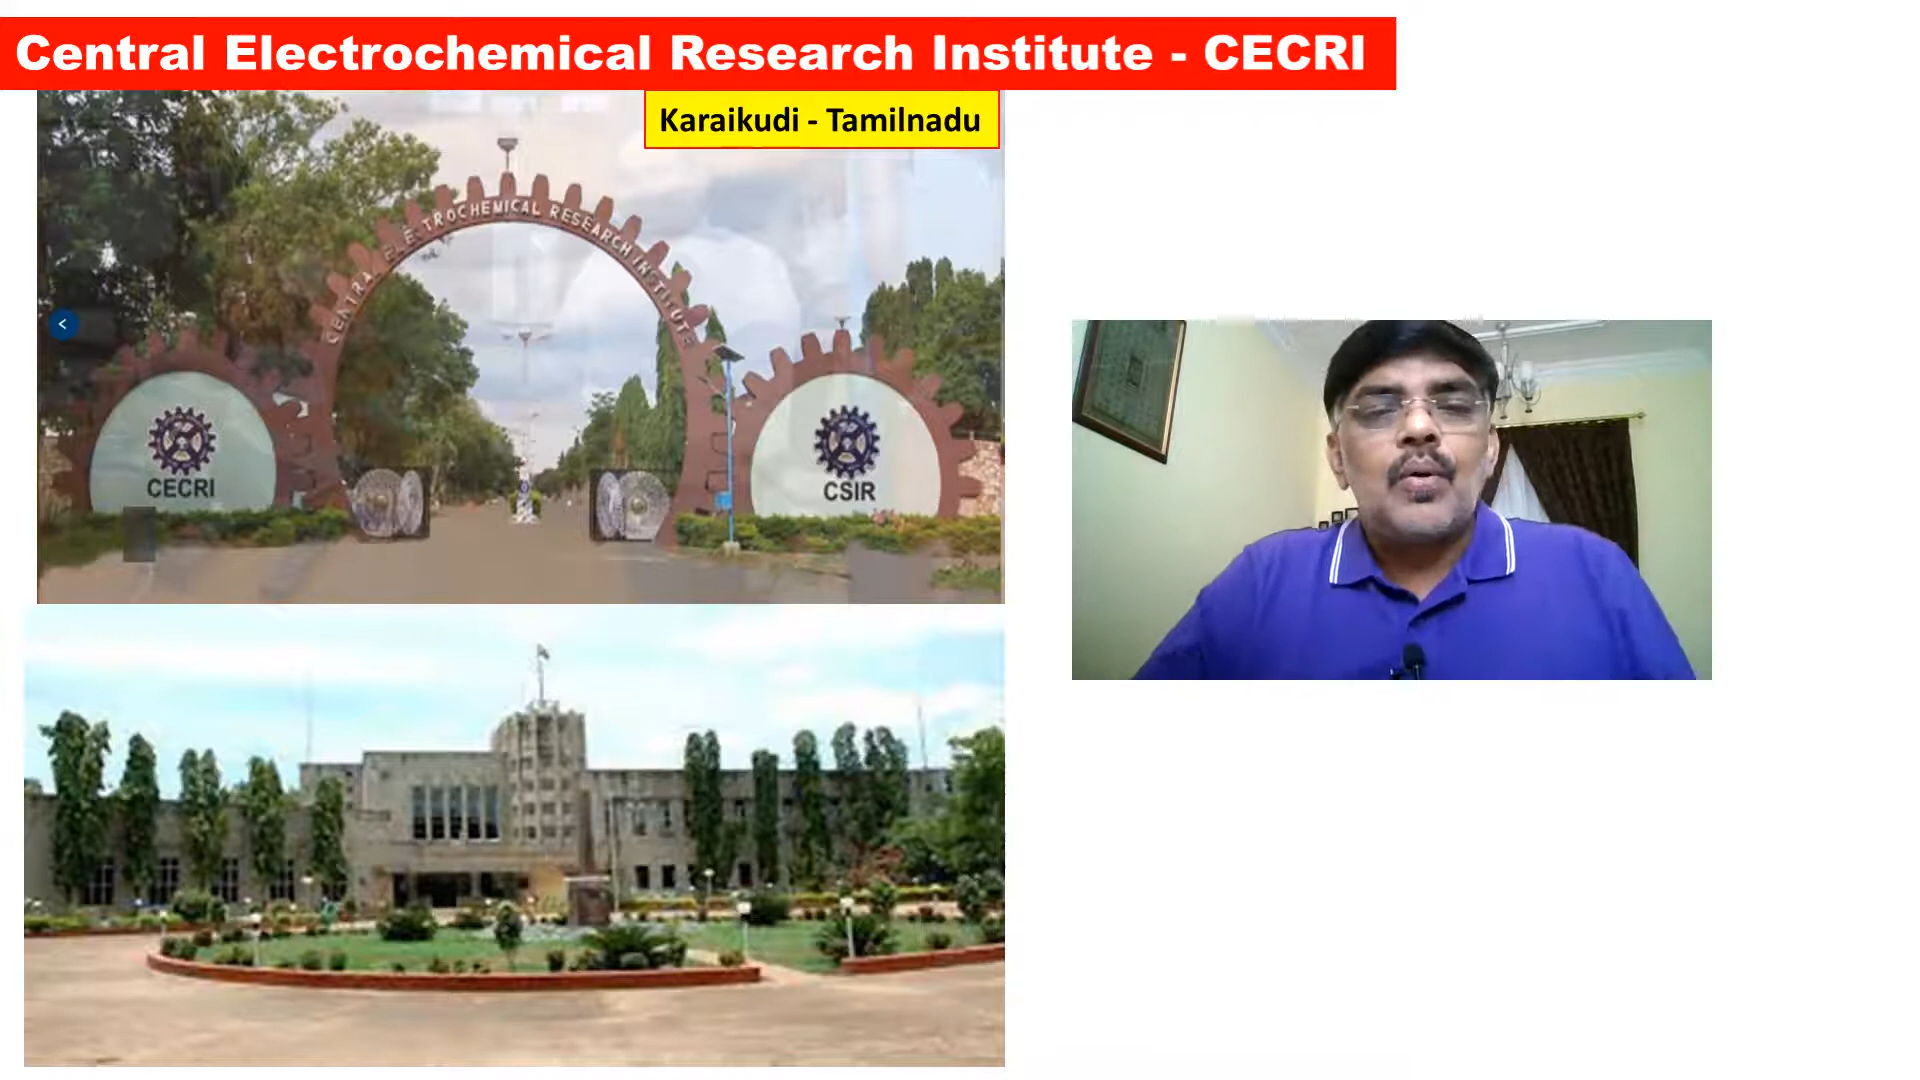 Central Electrochemical Research Institute - CECRI
Karaikudi - Tamilnadu
CENTRAL ELECTROCHEMICAL RESEARCH INSTITUTE
<
CECRI
CSIR